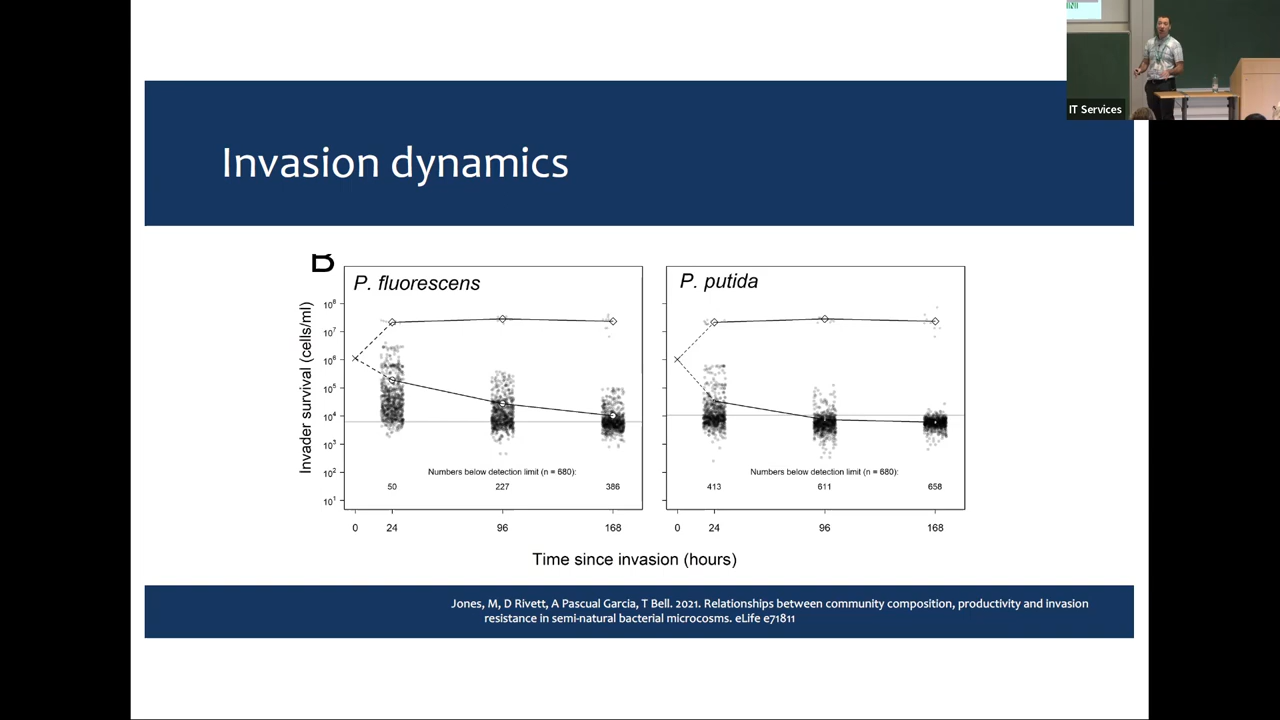 IT Services
Invasion dynamics
B
P. fluorescens
P. putida
Invader survival (cells/ml)
10⁸
10⁷
10⁶
10⁵
10⁴
10³
10²
10¹
Numbers below detection limit (n = 680):
50 227 386
0 24 96 168
Numbers below detection limit (n = 680):
413 611 658
0 24 96 168
Time since invasion (hours)
Jones, M, D Rivett, A Pascual Garcia, T Bell. 2021. Relationships between community composition, productivity and invasion
resistance in semi-natural bacterial microcosms. eLife e71811